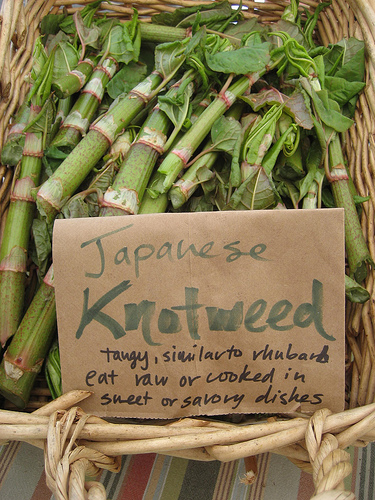 Japanese
Knotweed
tangy, similar to rhubarb
eat raw or cooked in
sweet or savory dishes